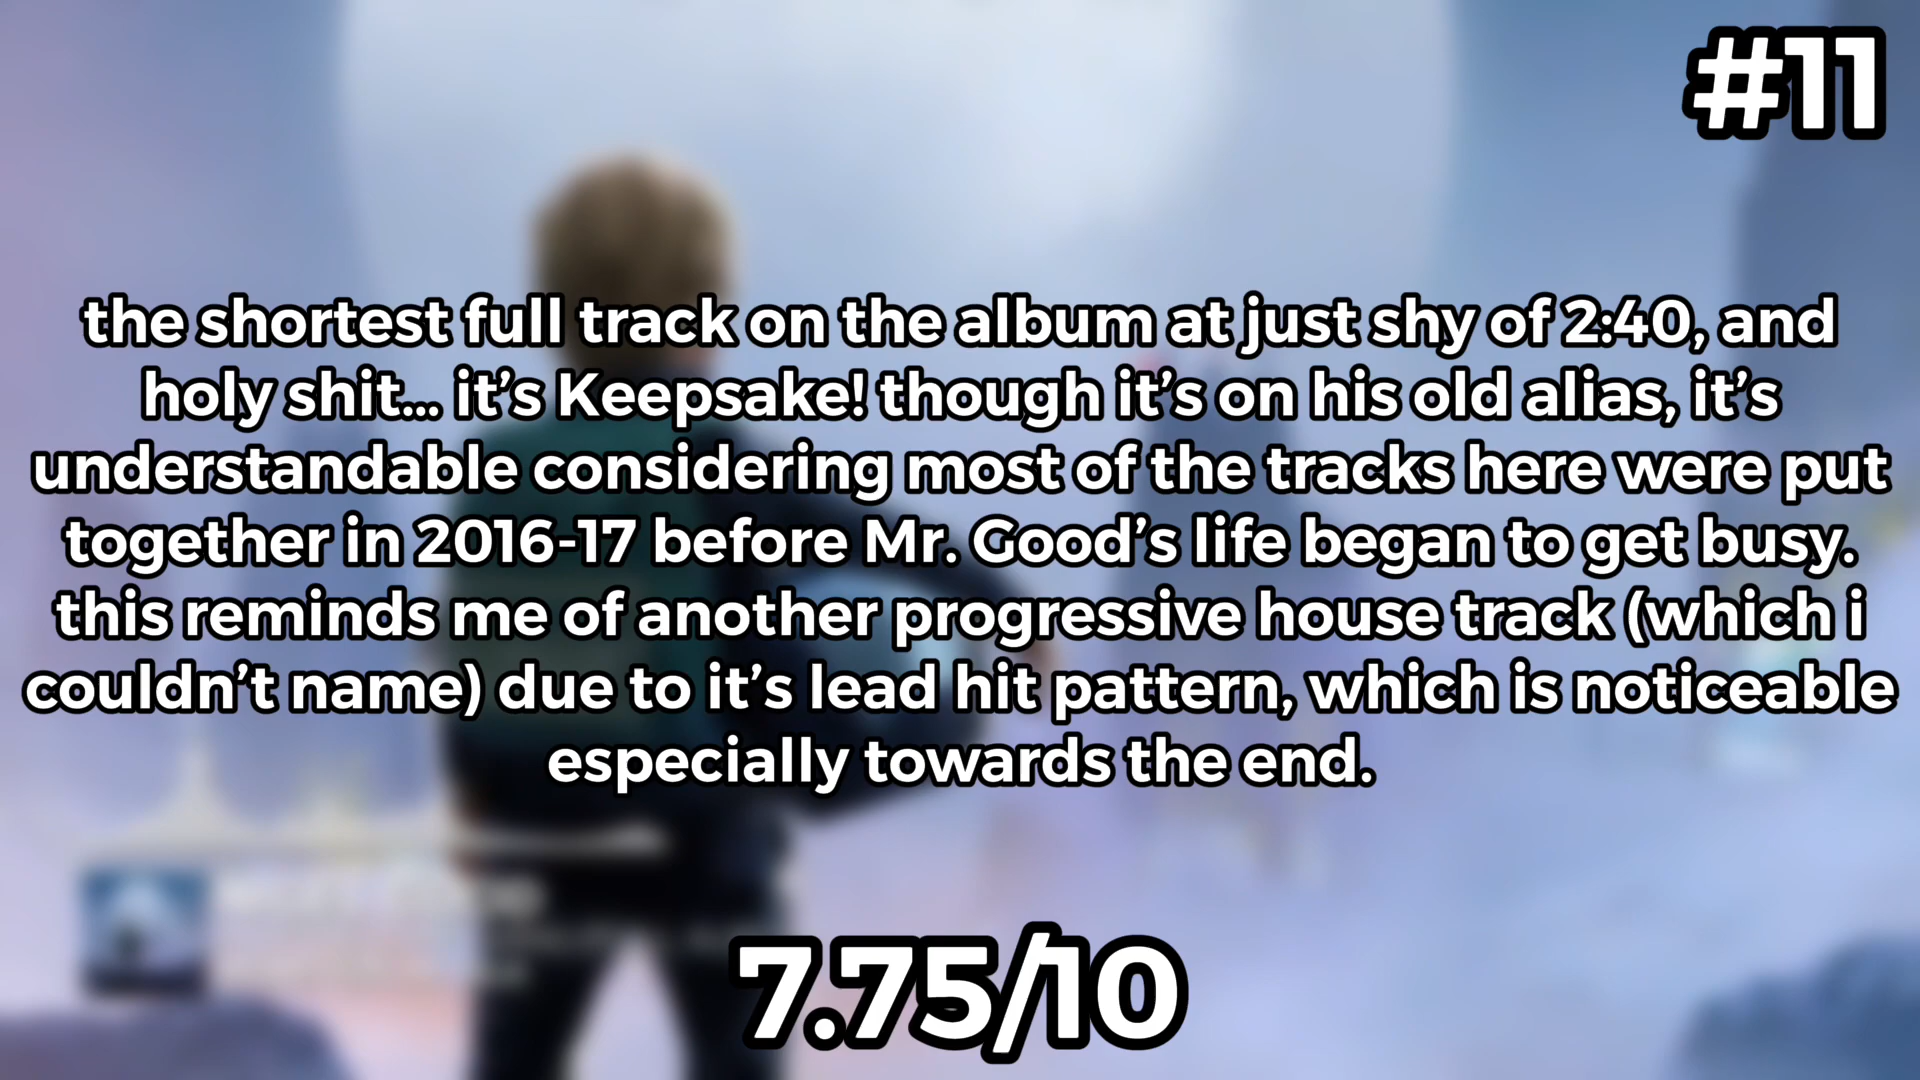 #11
the shortest full track on the album at just shy of 2:40, and
holy shit... it's Keepsake! though it's on his old alias, it's
understandable considering most of the tracks here were put
together in 2016-17 before Mr. Good's life began to get busy.
this reminds me of another progressive house track (which i
couldn't name) due to it's lead hit pattern, which is noticeable
especially towards the end.
7.75/10